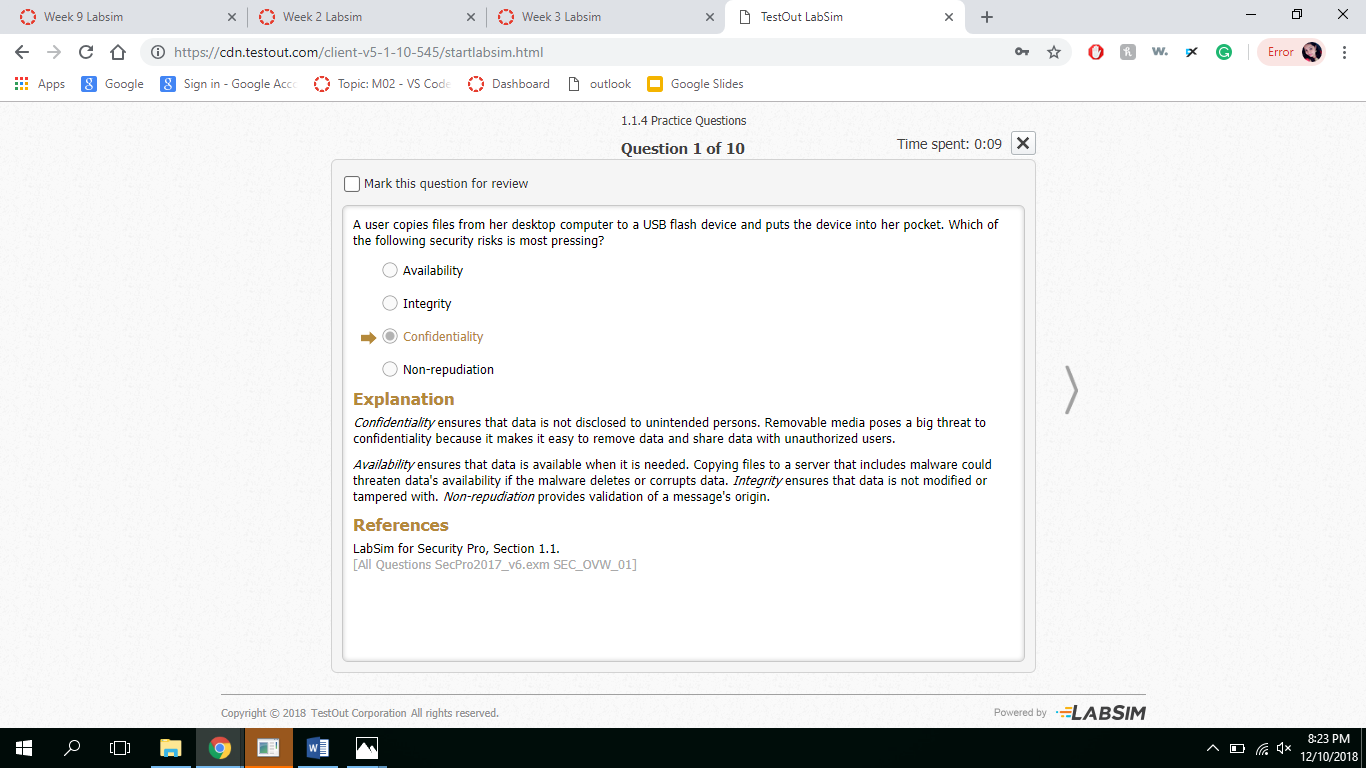 Week 9 Labsim
Week 2 Labsim
Week 3 Labsim
TestOut LabSim
https://cdn.testout.com/client-v5-1-10-545/startlabsim.html
Error
Apps
Google
Sign in - Google Acco
Topic: M02 - VS Code
Dashboard
outlook
Google Slides
1.1.4 Practice Questions
Question 1 of 10
Time spent: 0:09
Mark this question for review
A user copies files from her desktop computer to a USB flash device and puts the device into her pocket. Which of
the following security risks is most pressing?
Availability
Integrity
Confidentiality
Non-repudiation
Explanation
Confidentiality ensures that data is not disclosed to unintended persons. Removable media poses a big threat to
confidentiality because it makes it easy to remove data and share data with unauthorized users.
Availability ensures that data is available when it is needed. Copying files to a server that includes malware could
threaten data's availability if the malware deletes or corrupts data. Integrity ensures that data is not modified or
tampered with. Non-repudiation provides validation of a message's origin.
References
LabSim for Security Pro, Section 1.1.
[All Questions SecPro2017_v6.exm SEC_OVW_01]
Copyright © 2018 TestOut Corporation All rights reserved.
Powered by LABSIM
8:23 PM
12/10/2018